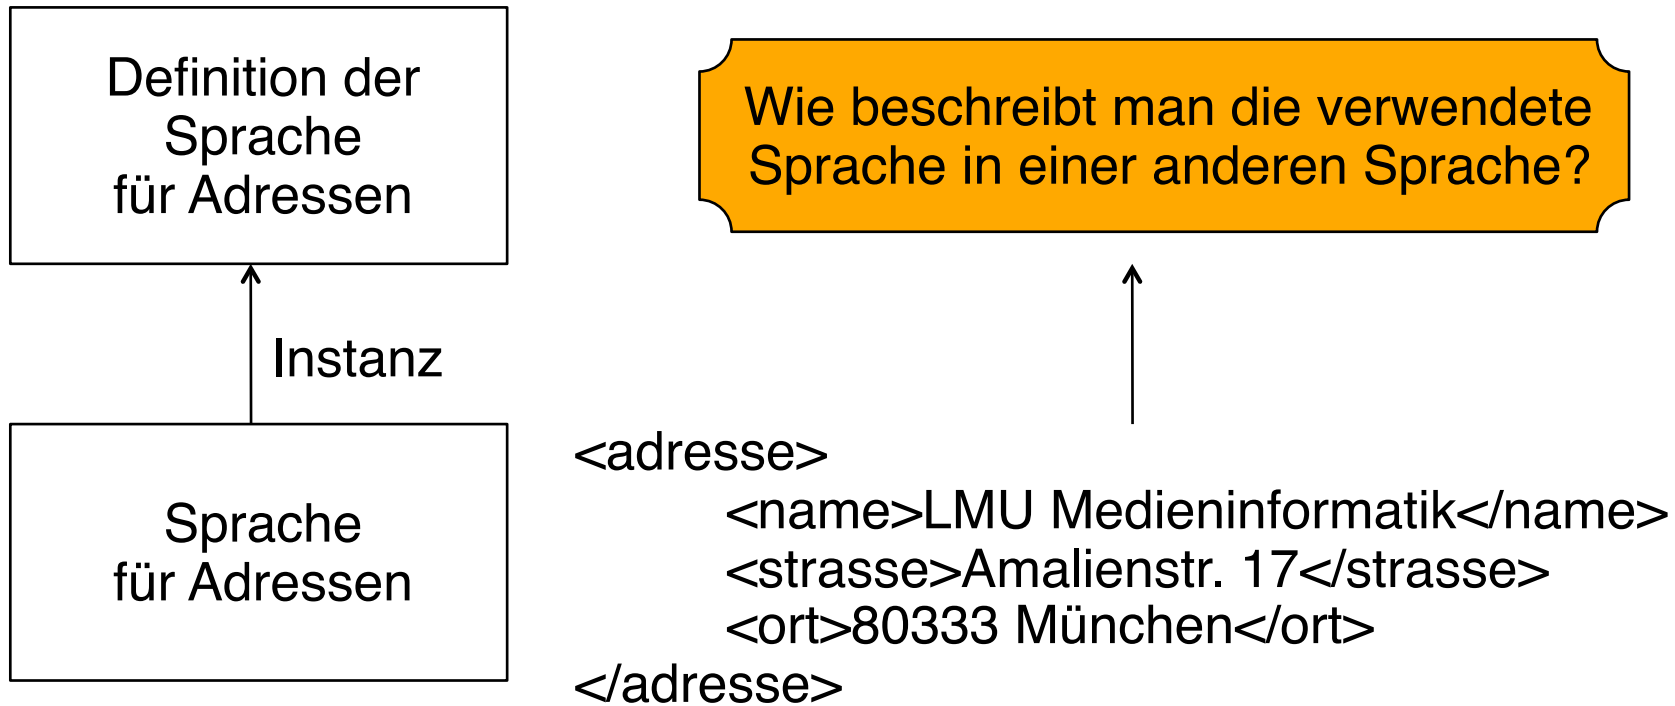 Definition der
Sprache
für Adressen
Wie beschreibt man die verwendete
Sprache in einer anderen Sprache?
Instanz
Sprache
für Adressen
<adresse>
<name>LMU Medieninformatik</name>
<strasse>Amalienstr. 17</strasse>
<ort>80333 München</ort>
</adresse>